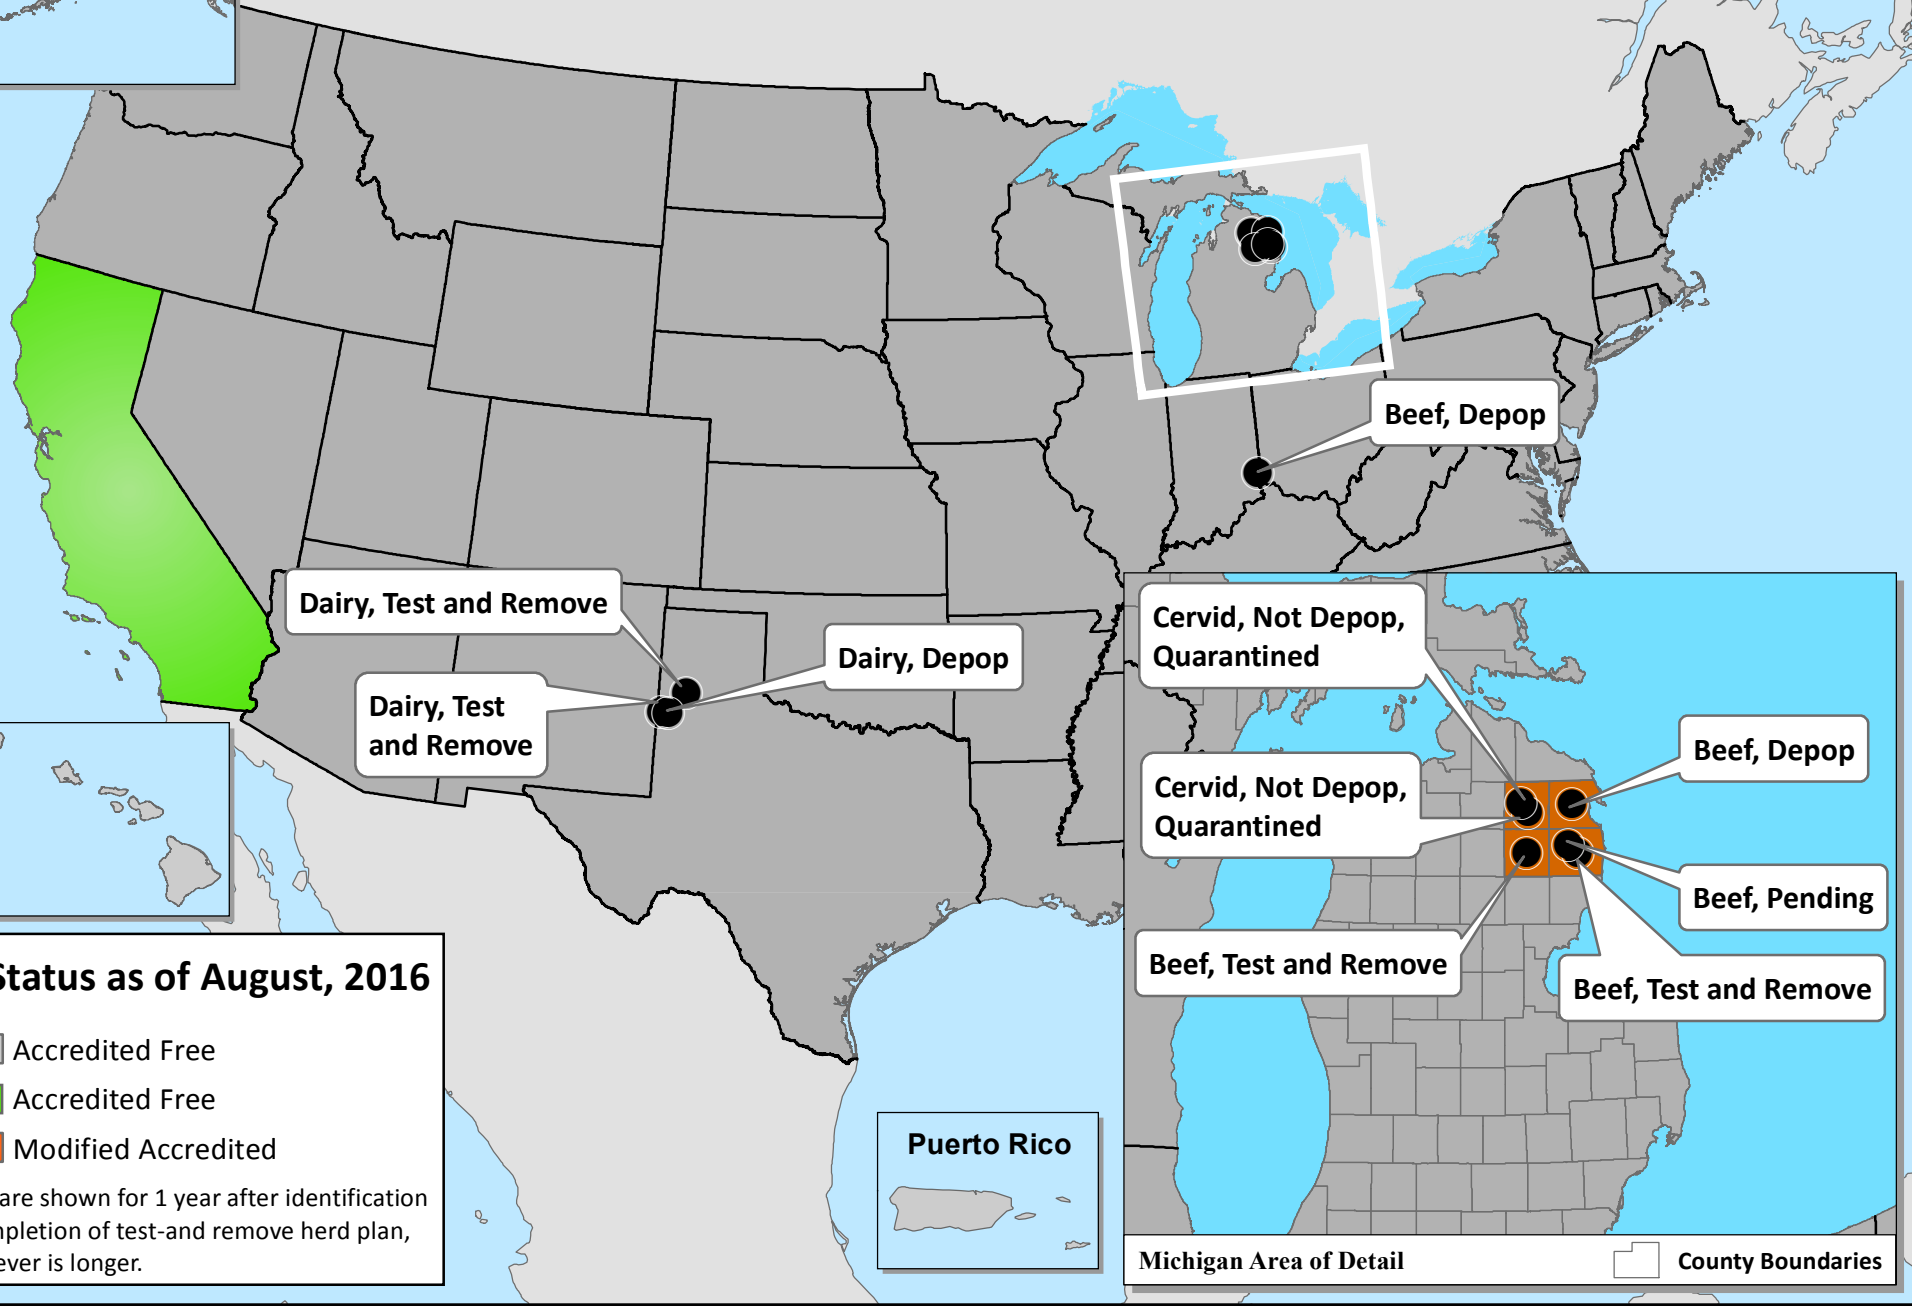 Beef, Depop
Dairy, Test and Remove
Dairy, Depop
Dairy, Test
and Remove
Cervid, Not Depop,
Quarantined
Beef, Depop
Cervid, Not Depop,
Quarantined
Beef, Pending
Beef, Test and Remove
Beef, Test and Remove
Status as of August, 2016
Accredited Free
Accredited Free
Modified Accredited
are shown for 1 year after identification
mpletion of test-and remove herd plan,
ever is longer.
Puerto Rico
Michigan Area of Detail
County Boundaries